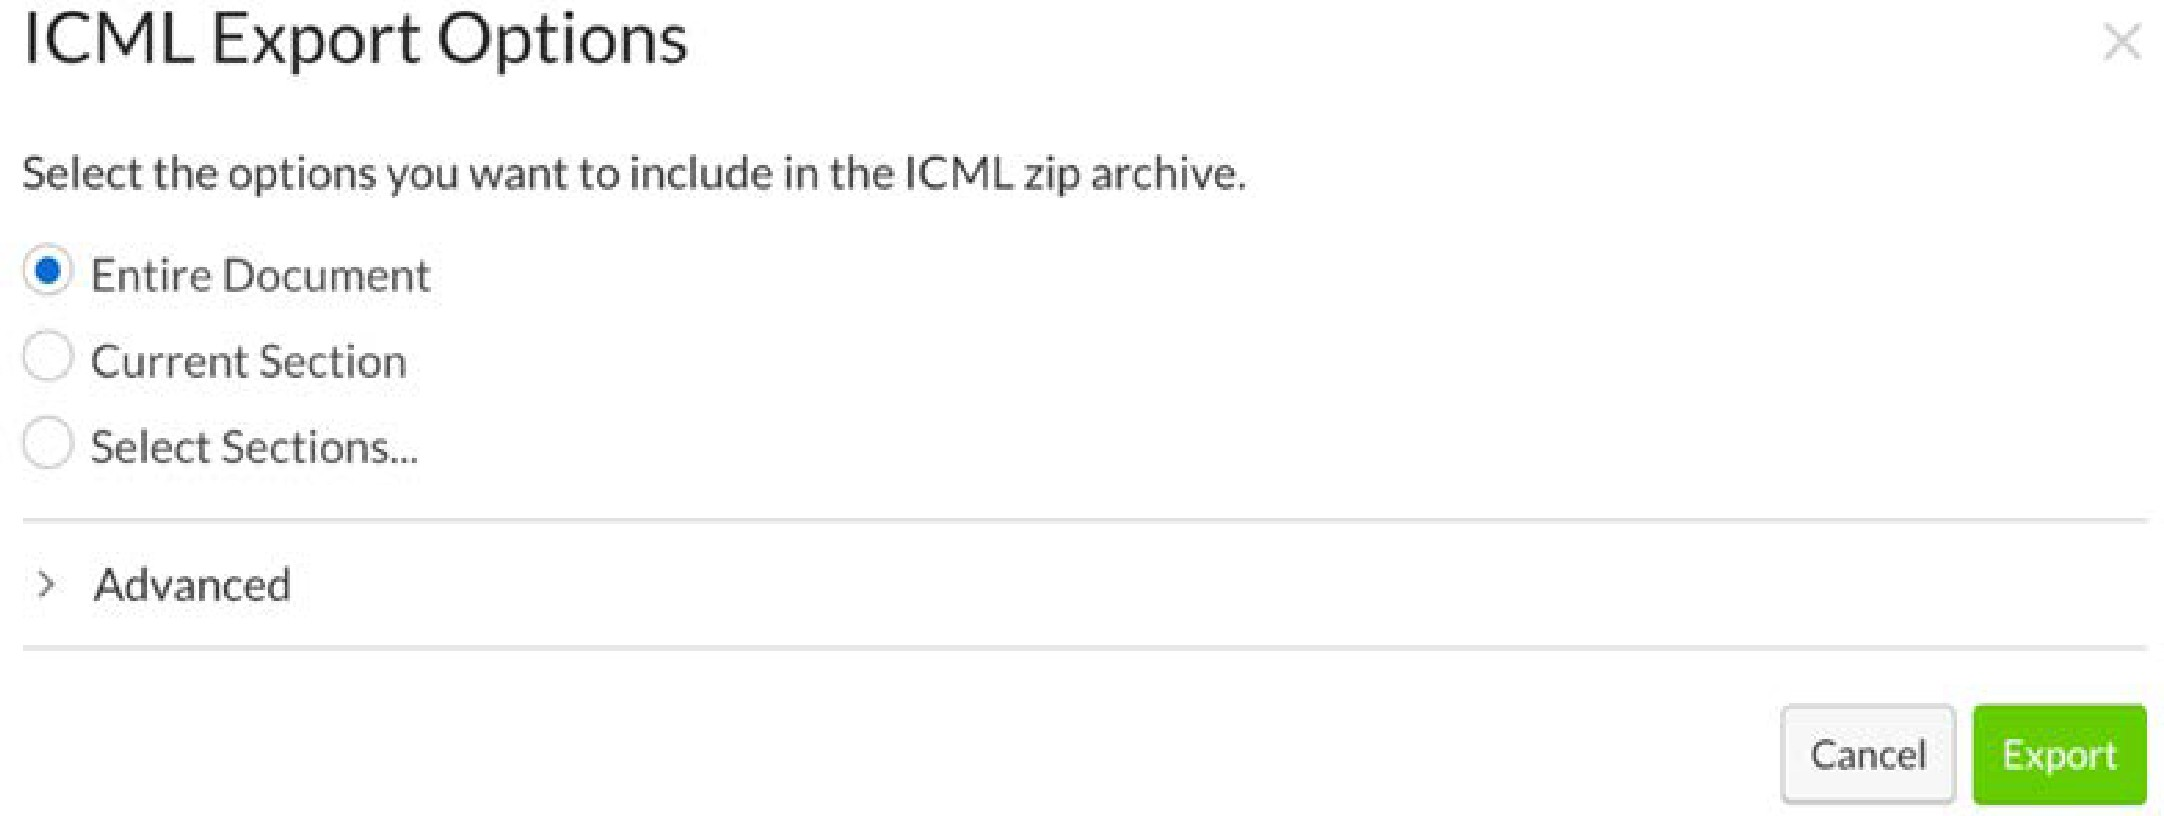 ICML Export Options
Select the options you want to include in the ICML zip archive.
Entire Document
Current Section
Select Sections...
Advanced
Cancel
Export